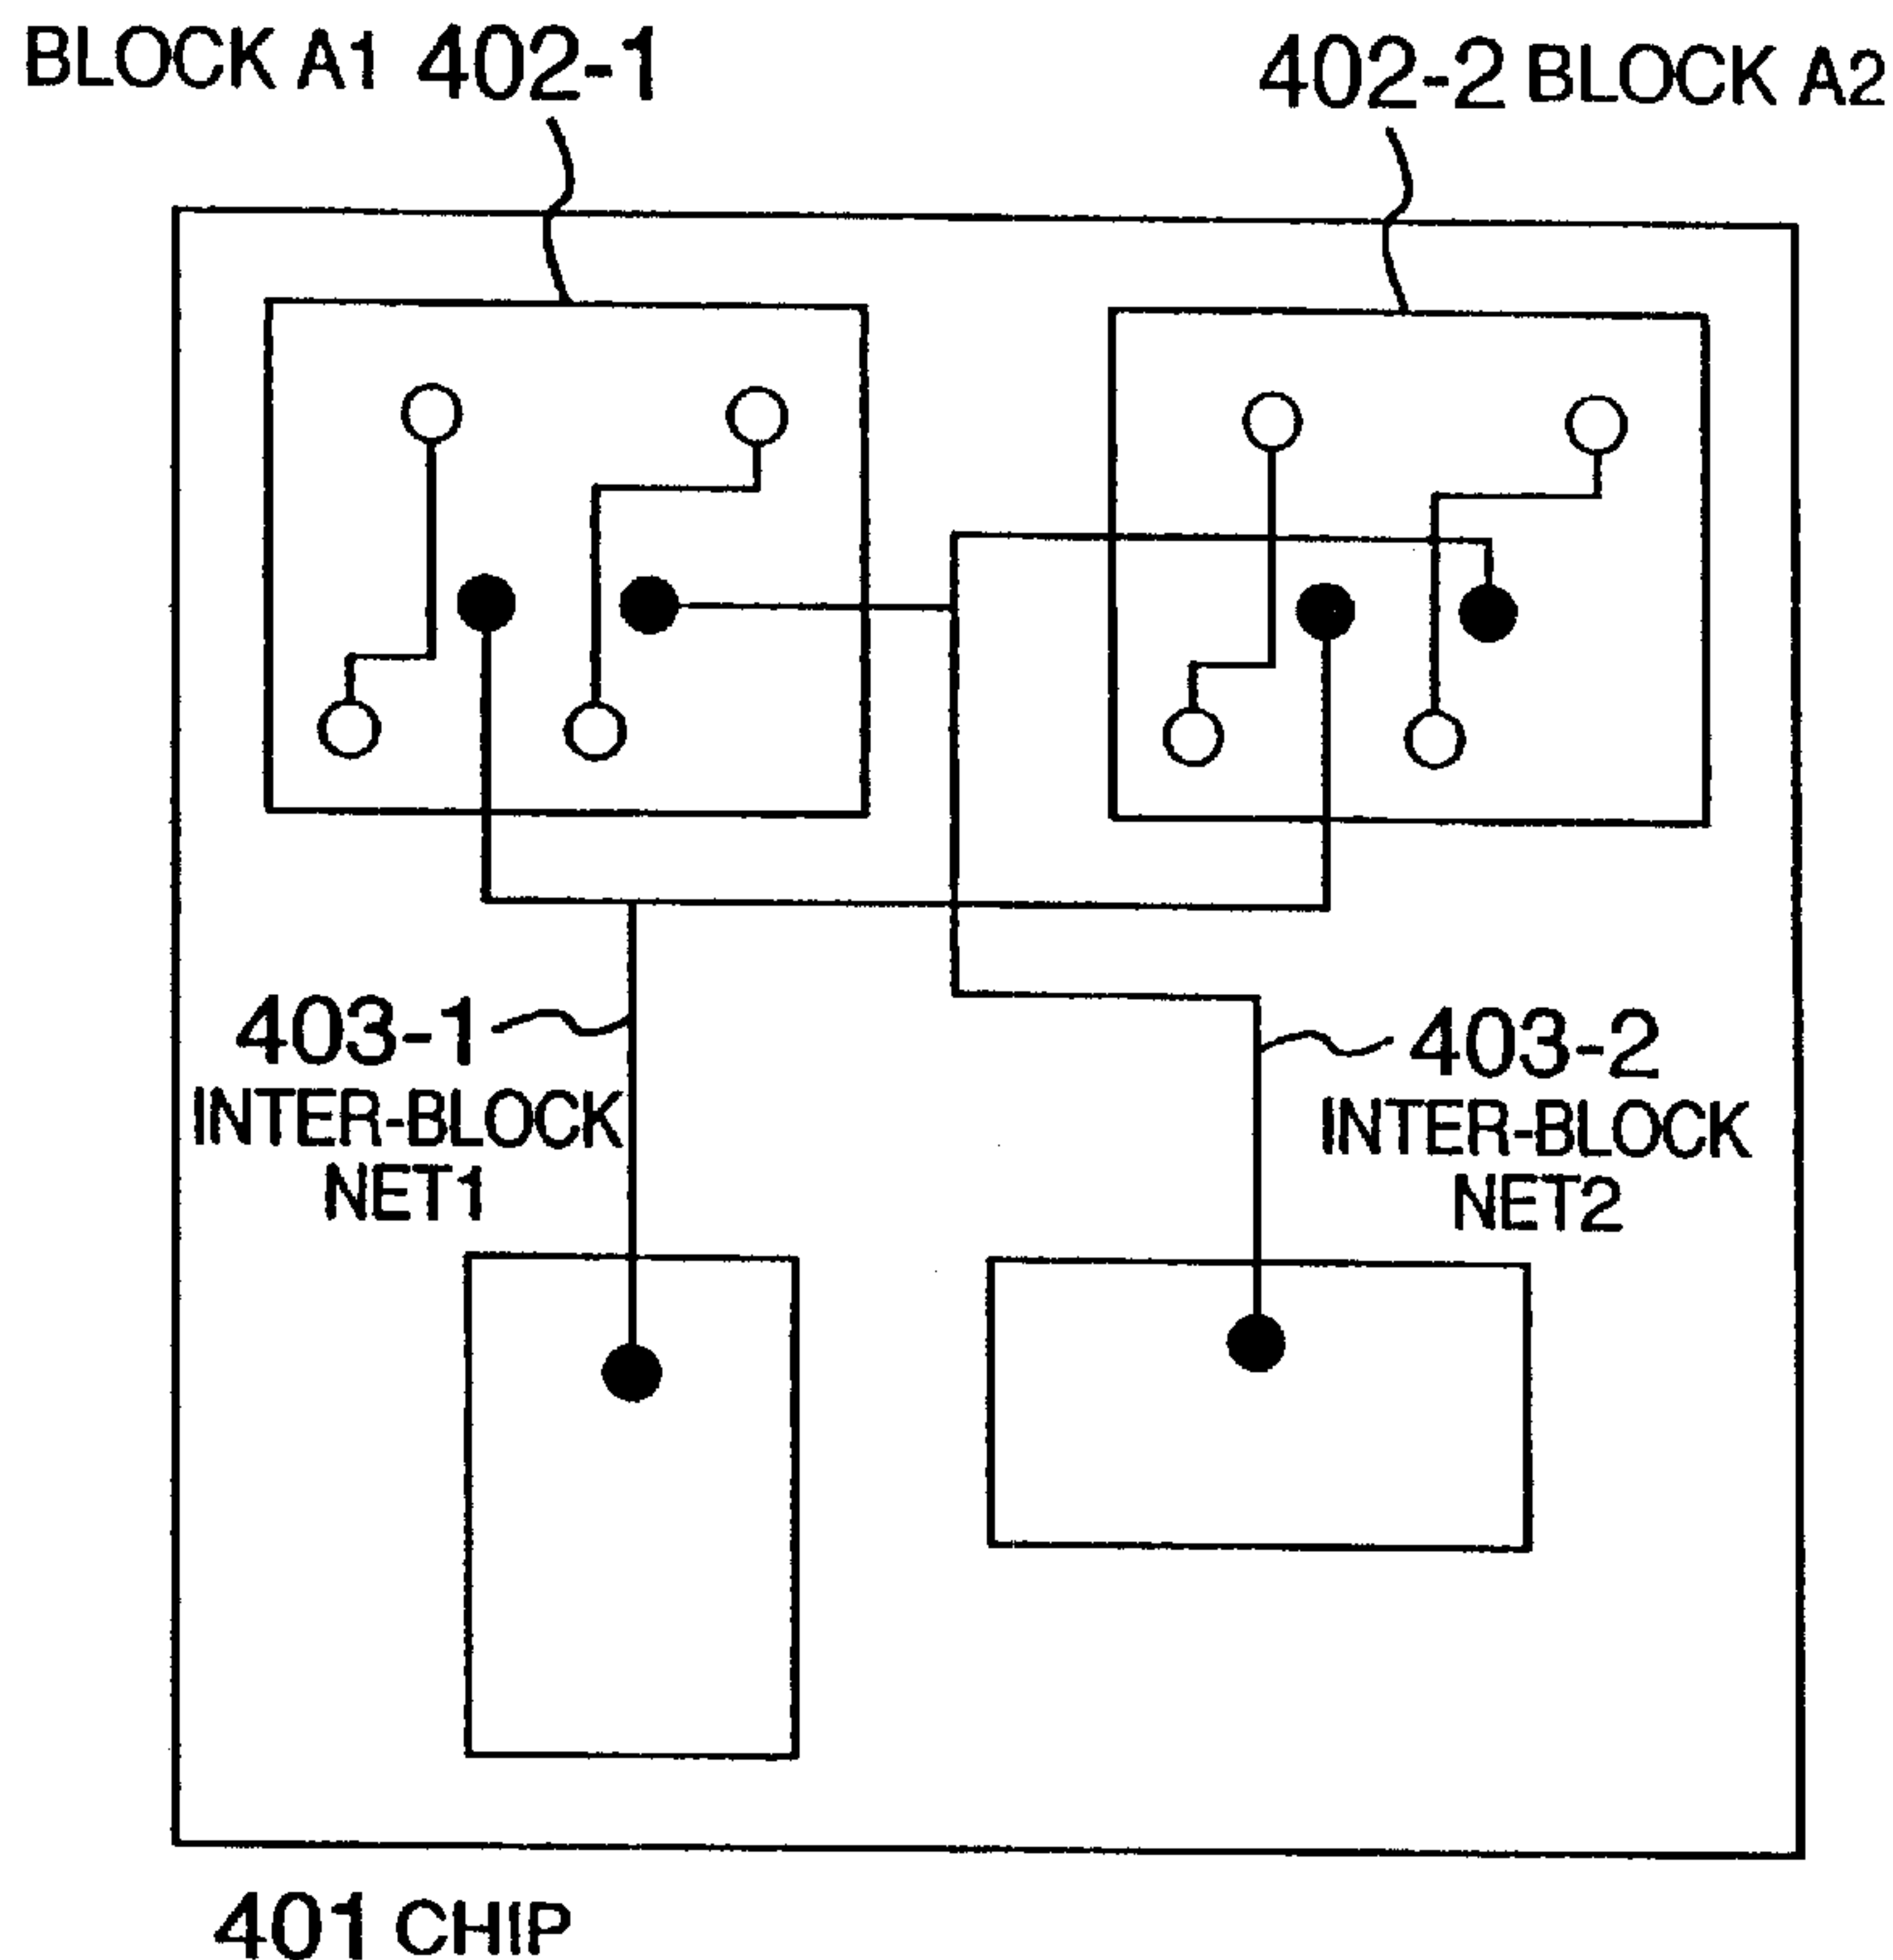 BLOCK A1 402-1
402-2 BLOCK A2
403-1
INTER-BLOCK
NET1
403-2
INTER-BLOCK
NET2
401 CHIP